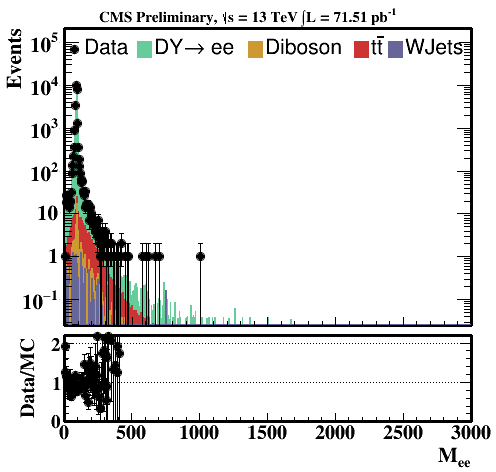 CMS Preliminary, √s = 13 TeV ∫L = 71.51 pb⁻¹
Events
Data DY→ ee Diboson tt̄ WJets
10⁵
10⁴
10³
10²
10
1
10⁻¹
Data/MC
2
1
0
0 500 1000 1500 2000 2500 3000
Mₑₑ